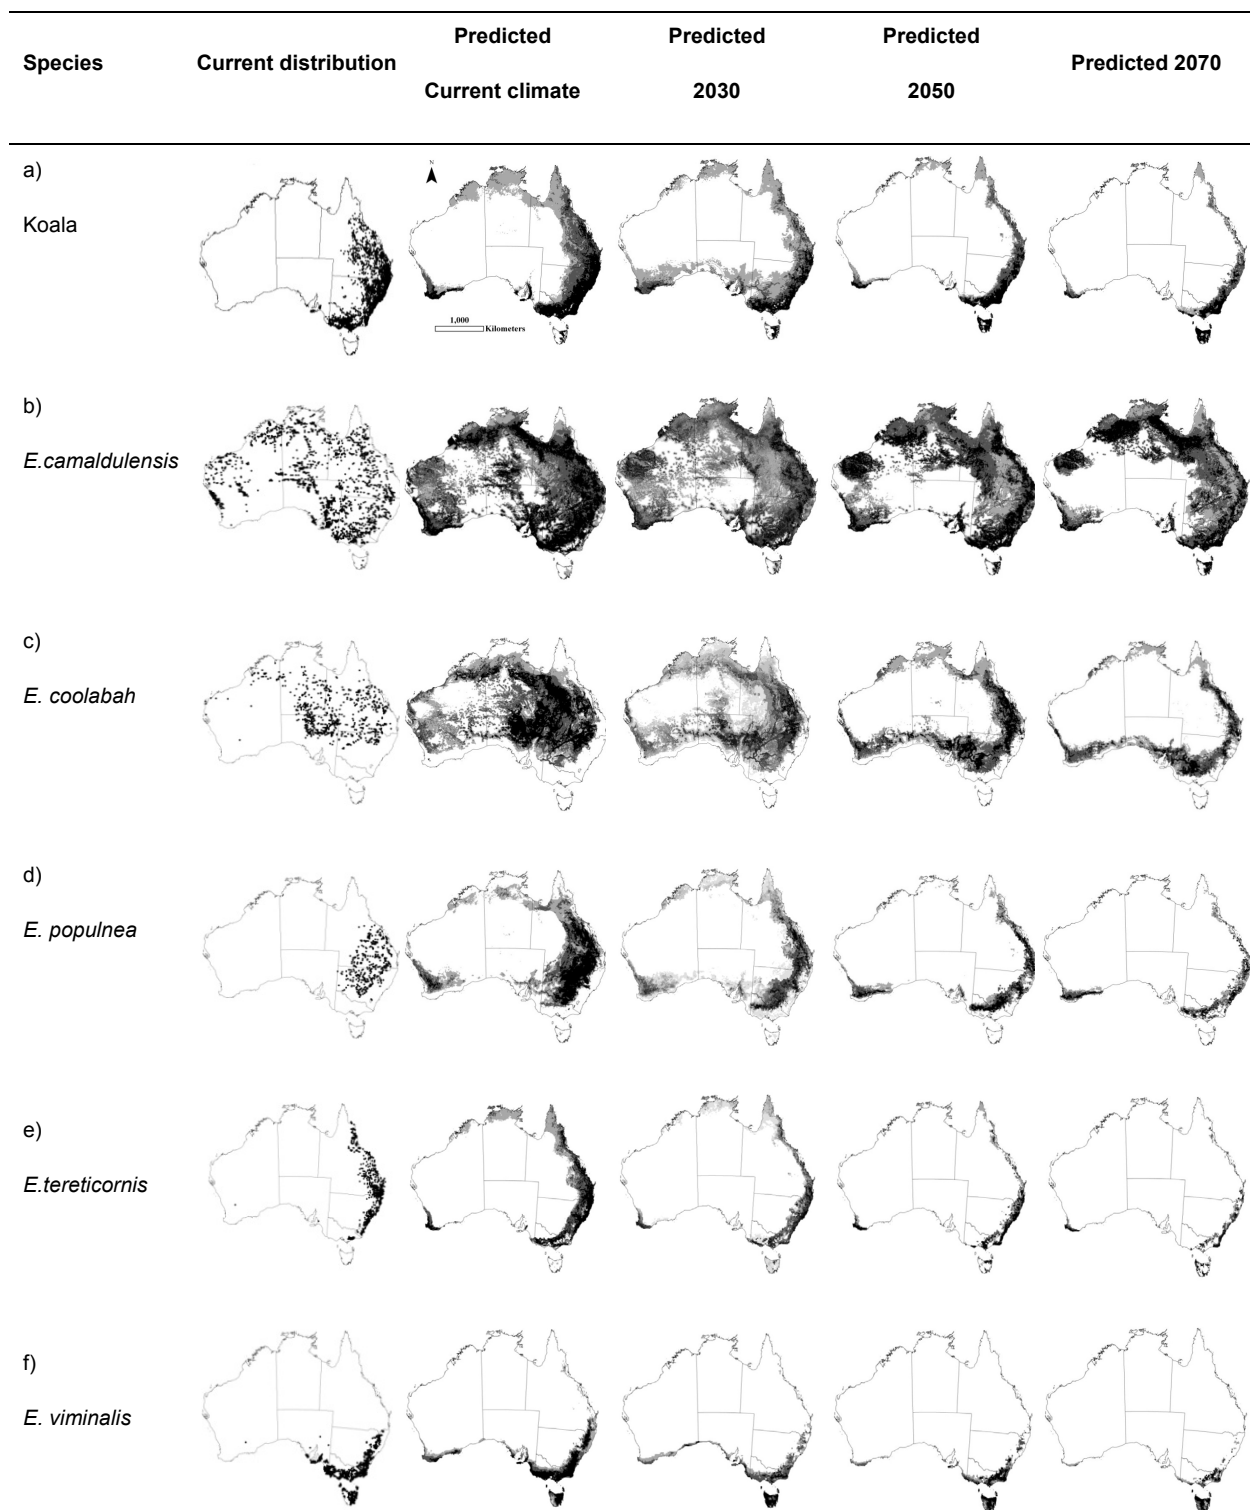 Species Current distribution Predicted Current climate Predicted 2030 Predicted 2050 Predicted 2070
a)
Koala
N
1,000
Kilometers
b)
E.camaldulensis
c)
E. coolabah
d)
E. populnea
e)
E.tereticornis
f)
E. viminalis